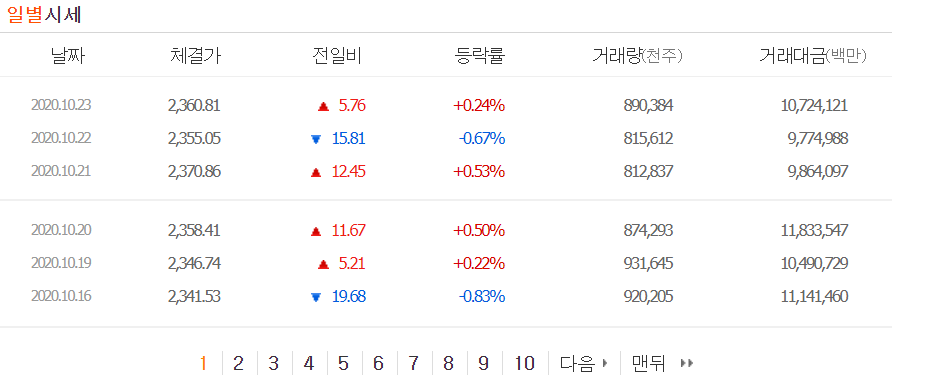 일별시세
날짜 체결가 전일비 등락률 거래량(천주) 거래대금(백만)
2020.10.23 2,360.81 ▲ 5.76 +0.24% 890,384 10,724,121
2020.10.22 2,355.05 ▼ 15.81 -0.67% 815,612 9,774,988
2020.10.21 2,370.86 ▲ 12.45 +0.53% 812,837 9,864,097
2020.10.20 2,358.41 ▲ 11.67 +0.50% 874,293 11,833,547
2020.10.19 2,346.74 ▲ 5.21 +0.22% 931,645 10,490,729
2020.10.16 2,341.53 ▼ 19.68 -0.83% 920,205 11,141,460
1 2 3 4 5 6 7 8 9 10 다음 맨뒤